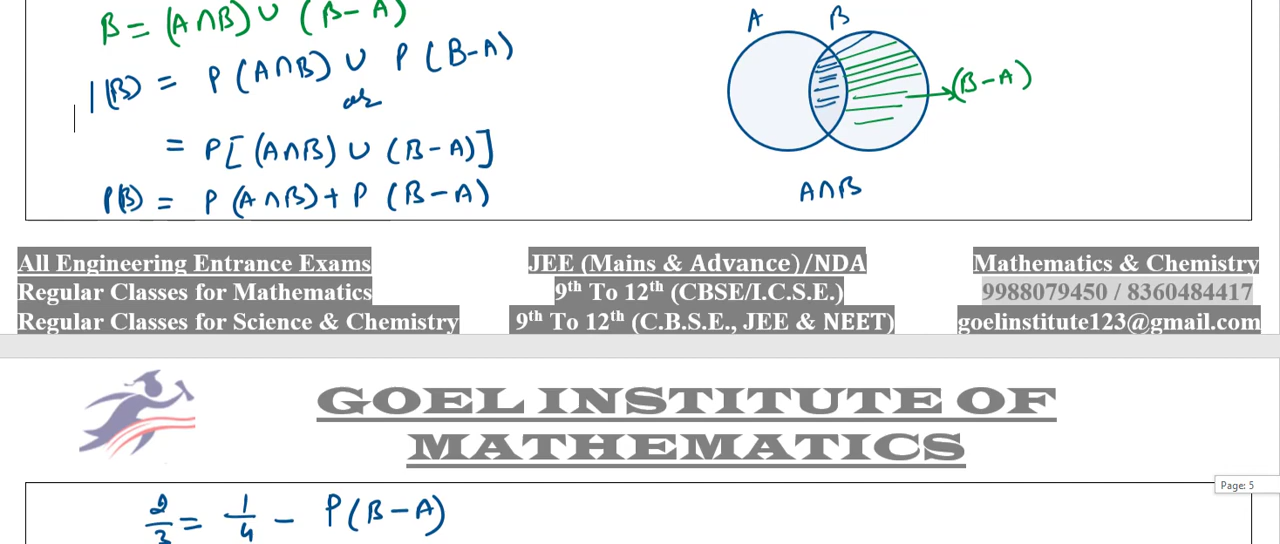 B = (A∩B) ∪ (B-A)
P(B) = P(A∩B) ∪ P(B-A)
or
= P[(A∩B) ∪ (B-A)]
P(B) = P(A∩B) + P(B-A)
A B
(B-A)
A∩B
All Engineering Entrance Exams JEE (Mains & Advance)/NDA Mathematics & Chemistry
Regular Classes for Mathematics 9th To 12th (CBSE/I.C.S.E.) 9988079450 / 8360484417
Regular Classes for Science & Chemistry 9th To 12th (C.B.S.E., JEE & NEET) goelinstitute123@gmail.com
GOEL INSTITUTE OF
MATHEMATICS
Page: 5
2/3 = 1/4 - P(B-A)